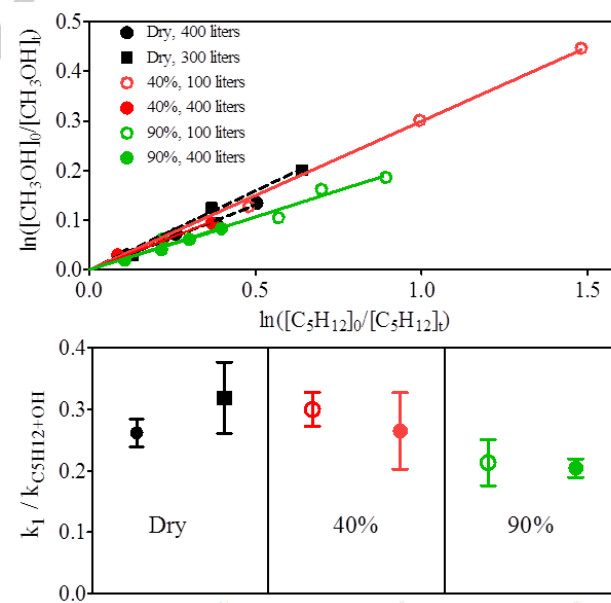 ln([CH₃OH]₀/[CH₃OH]ₜ)
0.5
0.4
0.3
0.2
0.1
0.0
Dry, 400 liters
Dry, 300 liters
40%, 100 liters
40%, 400 liters
90%, 100 liters
90%, 400 liters
0.0 0.5 1.0 1.5
ln([C₅H₁₂]₀/[C₅H₁₂]ₜ)
k₁ / k_C5H12+OH
0.4
0.3
0.2
0.1
0.0
Dry 40% 90%